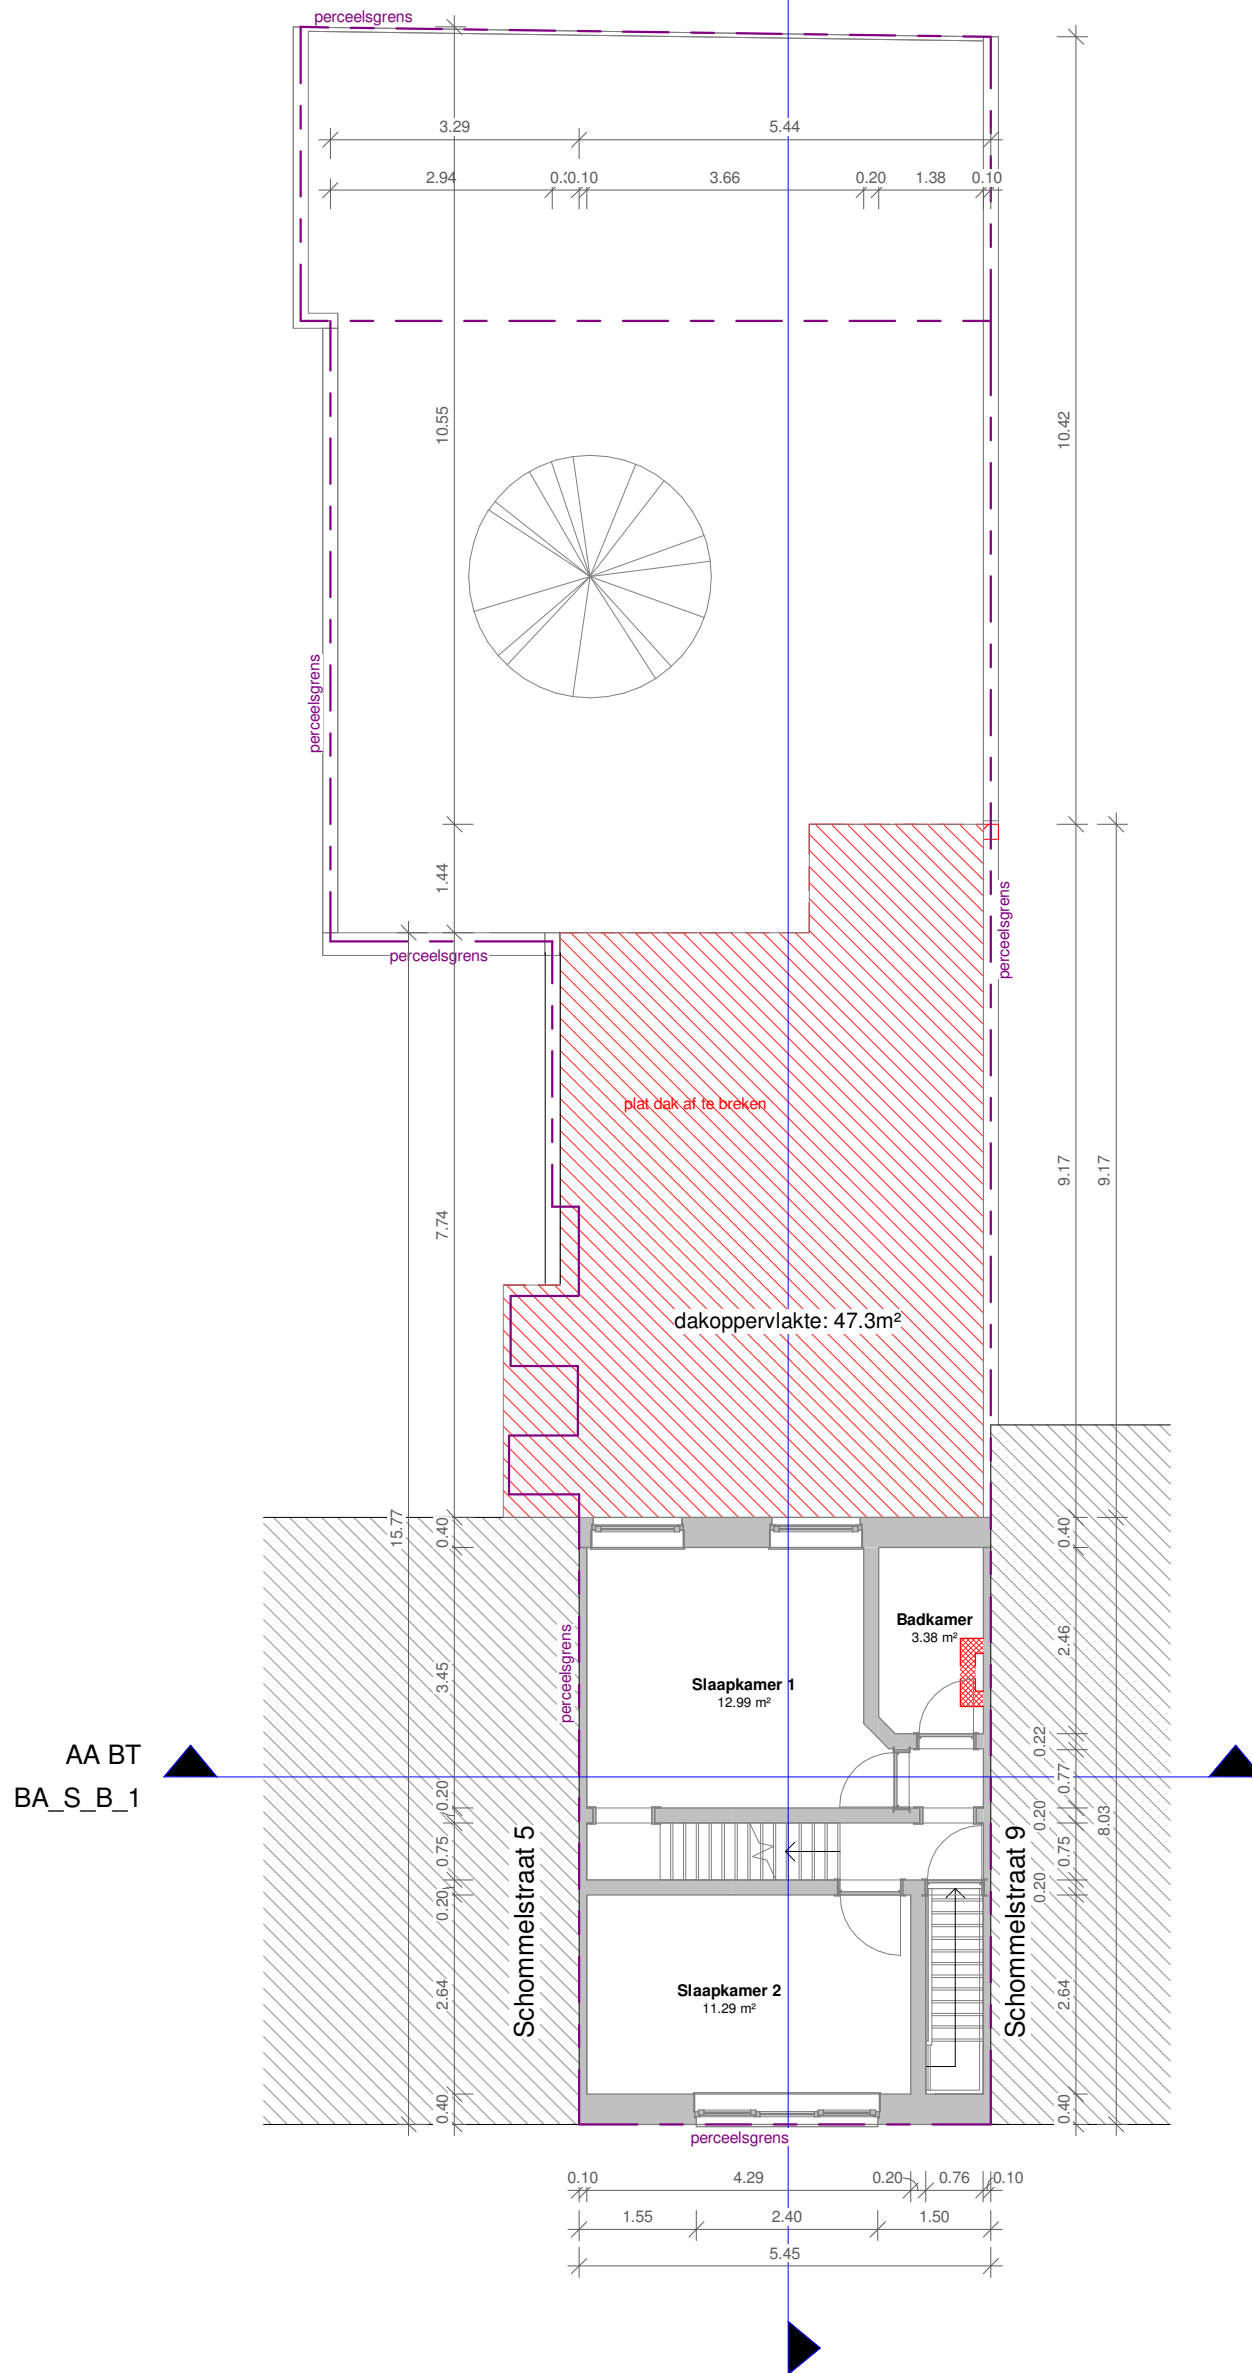 perceelsgrens
3.29
5.44
2.94
0.10
3.66
0.20
1.38
0.10
10.55
10.42
perceelsgrens
1.44
perceelsgrens
perceelsgrens
plat dak af te breken
9.17
9.17
7.74
dakoppervlakte: 47.3m²
15.77
0.40
0.40
Badkamer
3.38 m²
2.46
perceelsgrens
3.45
Slaapkamer 1
12.99 m²
0.22
AA BT
0.77
BA_S_B_1
0.20
0.20
8.03
Schommelstraat 5
Schommelstraat 9
0.75
0.75
0.20
0.20
Slaapkamer 2
11.29 m²
2.64
2.64
0.40
0.40
perceelsgrens
0.10
4.29
0.20
0.76
0.10
1.55
2.40
1.50
5.45